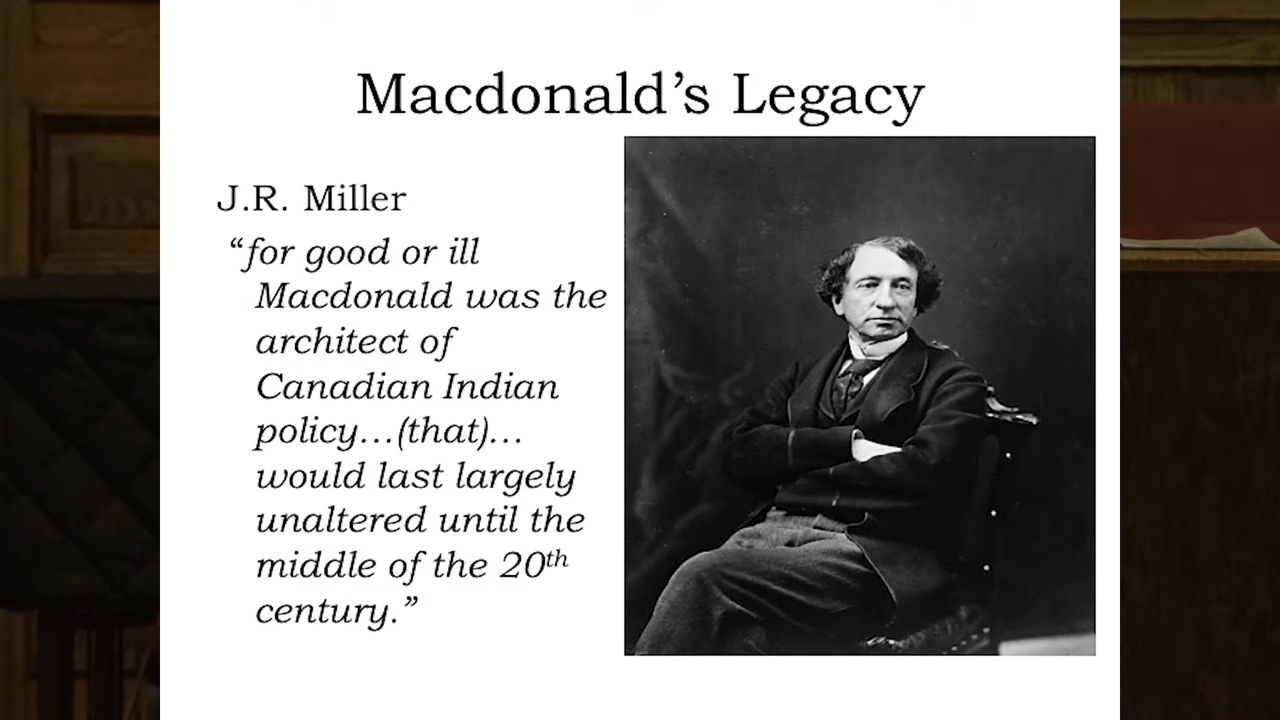 Macdonald’s Legacy
J.R. Miller
“for good or ill
Macdonald was the
architect of
Canadian Indian
policy…(that)…
would last largely
unaltered until the
middle of the 20th
century.”